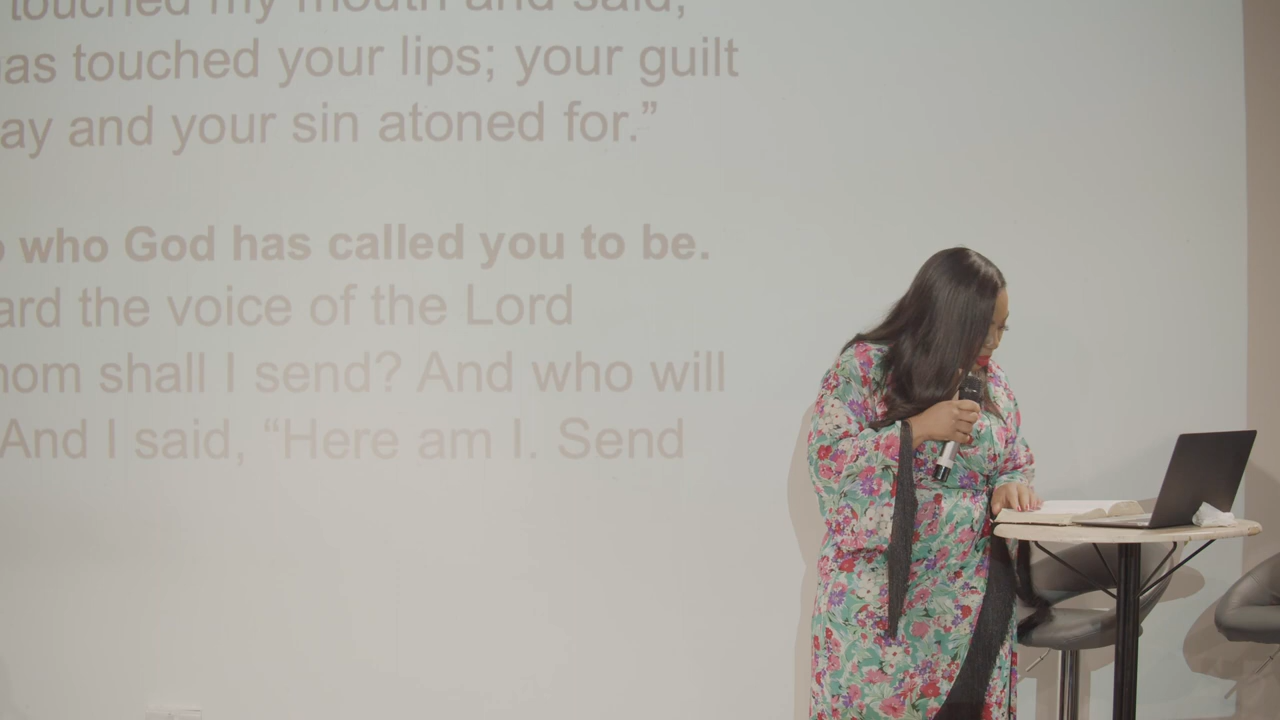 touched my mouth and said,
has touched your lips; your guilt
ay and your sin atoned for.”
who God has called you to be.
ard the voice of the Lord
hom shall I send? And who will
And I said, “Here am I. Send